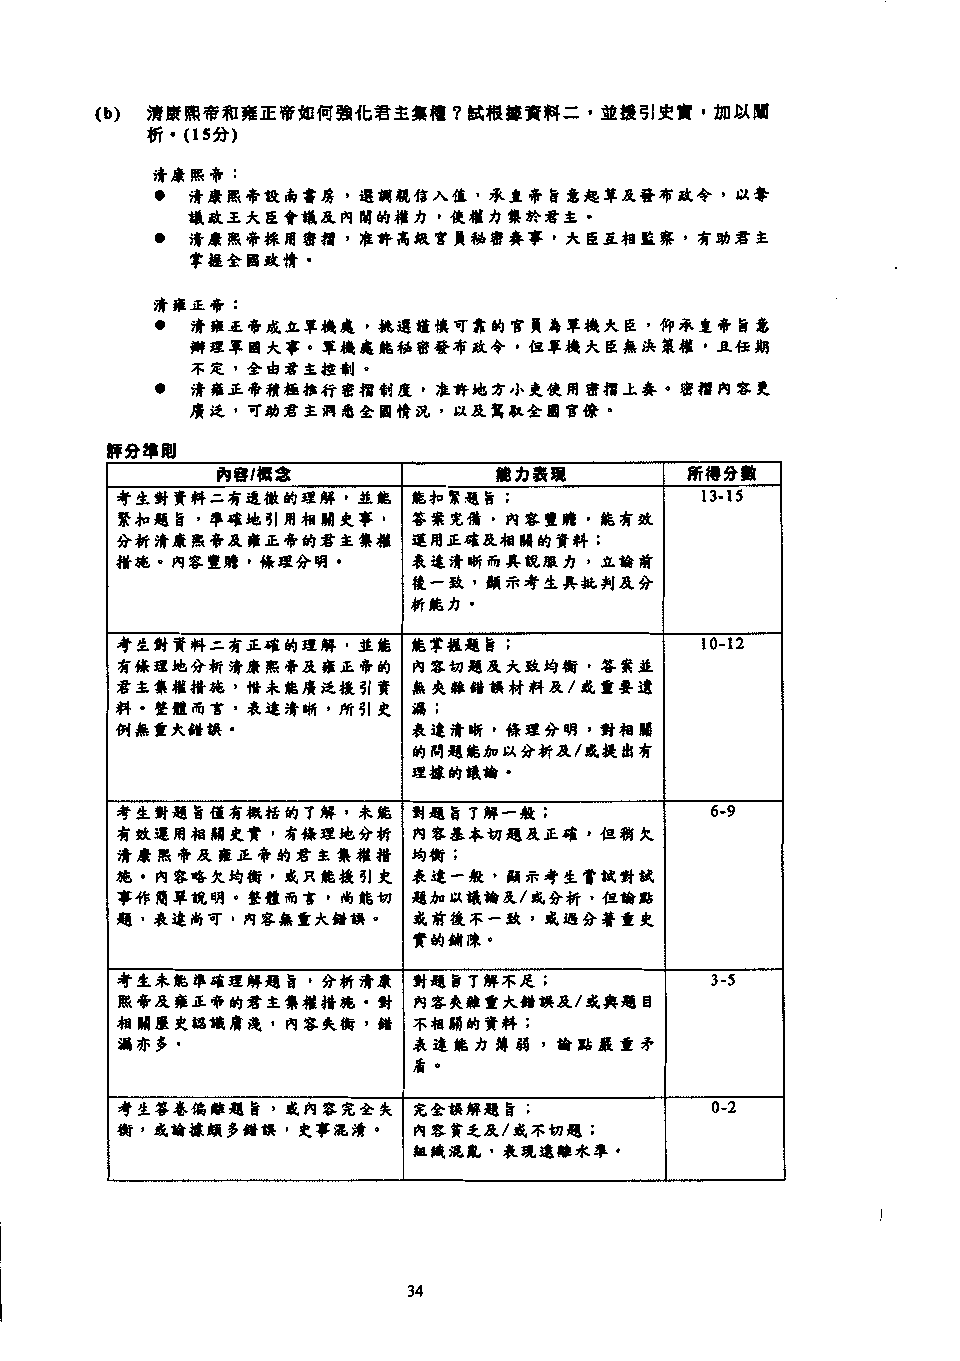 (b) 清康熙帝和雍正帝如何強化君主集權？試根據資料二，並援引史實，加以闡
析。(15分)
清康熙帝：
● 清康熙帝設南書房，選調親信入值，承皇帝旨意起草及發布政令，以奪
議政王大臣會議及內閣的權力，使權力集於君主。
● 清康熙帝採用密摺，准許高級官員秘密奏事，大臣互相監察，有助君主
掌握全國政情。
清雍正帝：
● 清雍正帝成立軍機處，挑選謹慎可靠的官員為軍機大臣，仰承皇帝旨意
辦理軍國大事。軍機處能秘密發布政令，但軍機大臣無決策權，且任期
不定，全由君主控制。
● 清雍正帝積極推行密摺制度，准許地方小吏使用密摺上奏。密摺內容更
廣泛，可助君主洞悉全國情況，以及駕馭全國官僚。
評分準則
內容/概念 能力表現 所得分數
考生對資料二有透徹的理解，並能
緊扣題旨，準確地引用相關史事，
分析清康熙帝及雍正帝的君主集權
措施。內容豐贍，條理分明。
能扣緊題旨；
答案完備，內容豐贍，能有效
運用正確及相關的資料；
表達清晰而具說服力，立論前
後一致，顯示考生具批判及分
析能力。
13-15
考生對資料二有正確的理解，並能
有條理地分析清康熙帝及雍正帝的
君主集權措施，惜未能廣泛援引資
料。整體而言，表達清晰，所引史
例無重大錯誤。
能掌握題旨；
內容切題及大致均衡，答案並
無夾雜錯誤材料及/或重要遺
漏；
表達清晰，條理分明，對相關
的問題能加以分析及/或提出有
理據的議論。
10-12
考生對題旨僅有概括的了解，未能
有效運用相關史實，有條理地分析
清康熙帝及雍正帝的君主集權措
施。內容略欠均衡，或只能援引史
事作簡單說明。整體而言，尚能切
題，表達尚可，內容無重大錯誤。
對題旨了解一般；
內容基本切題及正確，但稍欠
均衡；
表達一般，顯示考生嘗試對試
題加以議論及/或分析，但論點
或前後不一致，或過分著重史
實的鋪陳。
6-9
考生未能準確理解題旨，分析清康
熙帝及雍正帝的君主集權措施。對
相關歷史認識膚淺，內容失衡，錯
漏亦多。
對題旨了解不足；
內容夾雜重大錯誤及/或與題目
不相關的資料；
表達能力薄弱，論點嚴重矛
盾。
3-5
考生答卷偏離題旨，或內容完全失
衡，或論據頗多錯誤，史事混淆。
完全誤解題旨；
內容貧乏及/或不切題；
組織混亂，表現遠離水準。
0-2
34